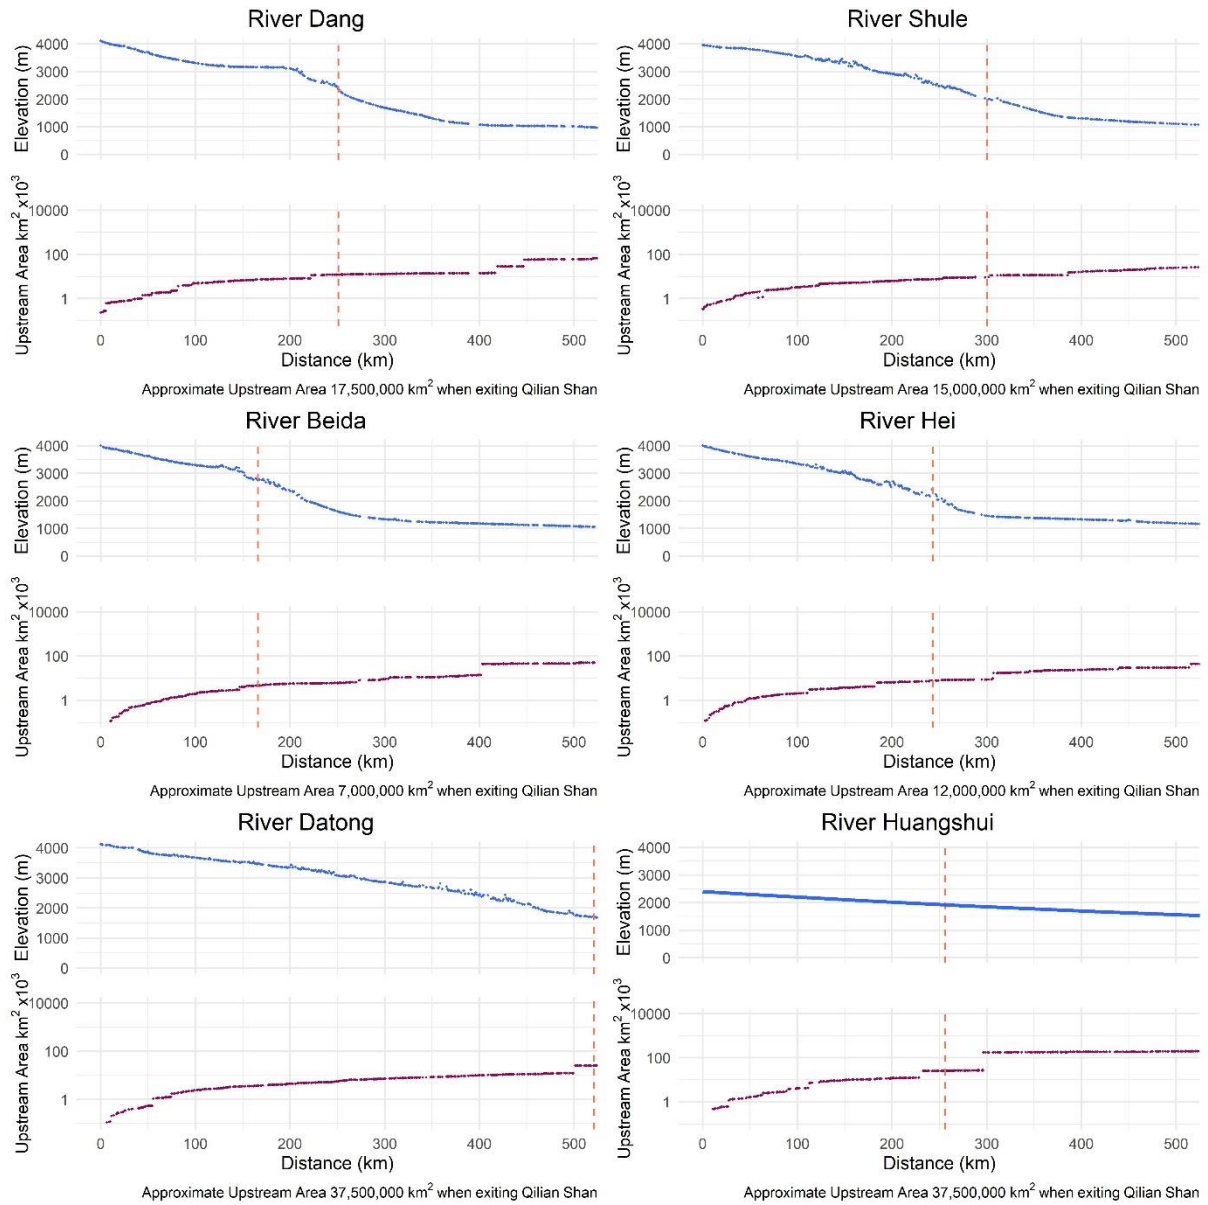 River Dang
Elevation (m)
4000
3000
2000
1000
0
Upstream Area km² x10³
10000
100
1
0 100 200 300 400 500
Distance (km)
Approximate Upstream Area 17,500,000 km² when exiting Qilian Shan
River Shule
Elevation (m)
4000
3000
2000
1000
0
Upstream Area km² x10³
10000
100
1
0 100 200 300 400 500
Distance (km)
Approximate Upstream Area 15,000,000 km² when exiting Qilian Shan
River Beida
Elevation (m)
4000
3000
2000
1000
0
Upstream Area km² x10³
10000
100
1
0 100 200 300 400 500
Distance (km)
Approximate Upstream Area 7,000,000 km² when exiting Qilian Shan
River Hei
Elevation (m)
4000
3000
2000
1000
0
Upstream Area km² x10³
10000
100
1
0 100 200 300 400 500
Distance (km)
Approximate Upstream Area 12,000,000 km² when exiting Qilian Shan
River Datong
Elevation (m)
4000
3000
2000
1000
0
Upstream Area km² x10³
10000
100
1
0 100 200 300 400 500
Distance (km)
Approximate Upstream Area 37,500,000 km² when exiting Qilian Shan
River Huangshui
Elevation (m)
4000
3000
2000
1000
0
Upstream Area km² x10³
10000
100
1
0 100 200 300 400 500
Distance (km)
Approximate Upstream Area 37,500,000 km² when exiting Qilian Shan